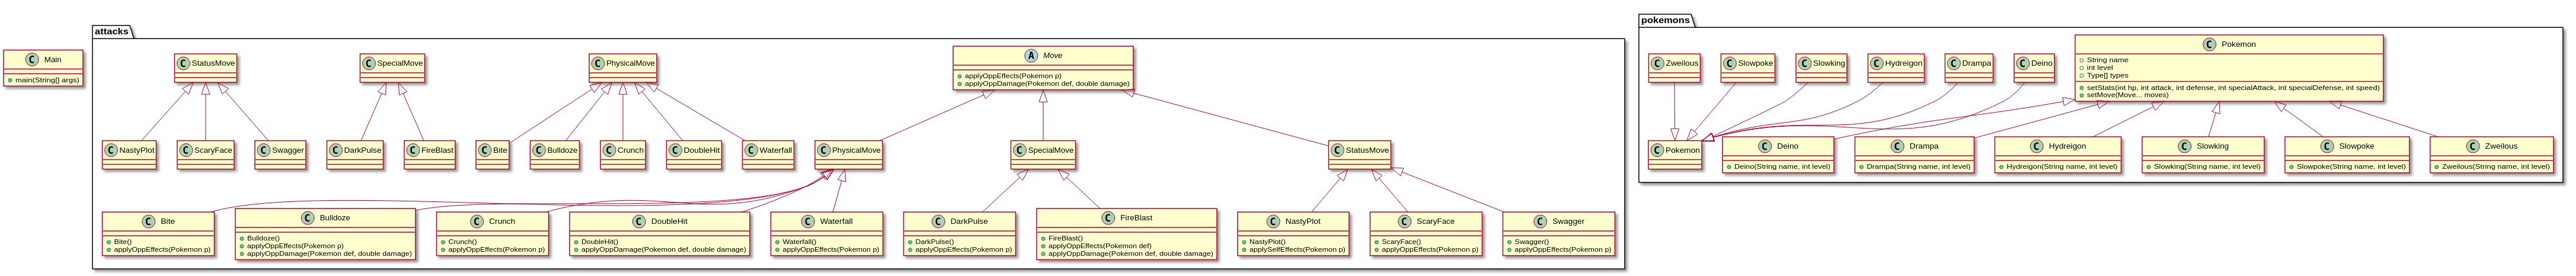 pokemons
attacks
C Main
main(String[] args)
C StatusMove
C SpecialMove
C PhysicalMove
A Move
applyOppEffects(Pokemon p)
applyOppDamage(Pokemon def, double damage)
C Zweilous
C Slowpoke
C Slowking
C Hydreigon
C Drampa
C Deino
C Pokemon
String name
int level
Type[] types
setStats(int hp, int attack, int defense, int specialAttack, int specialDefense, int speed)
setMove(Move... moves)
C NastyPlot
C ScaryFace
C Swagger
C DarkPulse
C FireBlast
C Bite
C Bulldoze
C Crunch
C DoubleHit
C Waterfall
C PhysicalMove
C SpecialMove
C StatusMove
C Pokemon
C Deino
Deino(String name, int level)
C Drampa
Drampa(String name, int level)
C Hydreigon
Hydreigon(String name, int level)
C Slowking
Slowking(String name, int level)
C Slowpoke
Slowpoke(String name, int level)
C Zweilous
Zweilous(String name, int level)
C Bite
Bite()
applyOppEffects(Pokemon p)
C Bulldoze
Bulldoze()
applyOppEffects(Pokemon p)
applyOppDamage(Pokemon def, double damage)
C Crunch
Crunch()
applyOppEffects(Pokemon p)
C DoubleHit
DoubleHit()
applyOppDamage(Pokemon def, double damage)
C Waterfall
Waterfall()
applyOppEffects(Pokemon p)
C DarkPulse
DarkPulse()
applyOppEffects(Pokemon p)
C FireBlast
FireBlast()
applyOppEffects(Pokemon def)
applyOppDamage(Pokemon def, double damage)
C NastyPlot
NastyPlot()
applySelfEffects(Pokemon p)
C ScaryFace
ScaryFace()
applyOppEffects(Pokemon p)
C Swagger
Swagger()
applyOppEffects(Pokemon p)